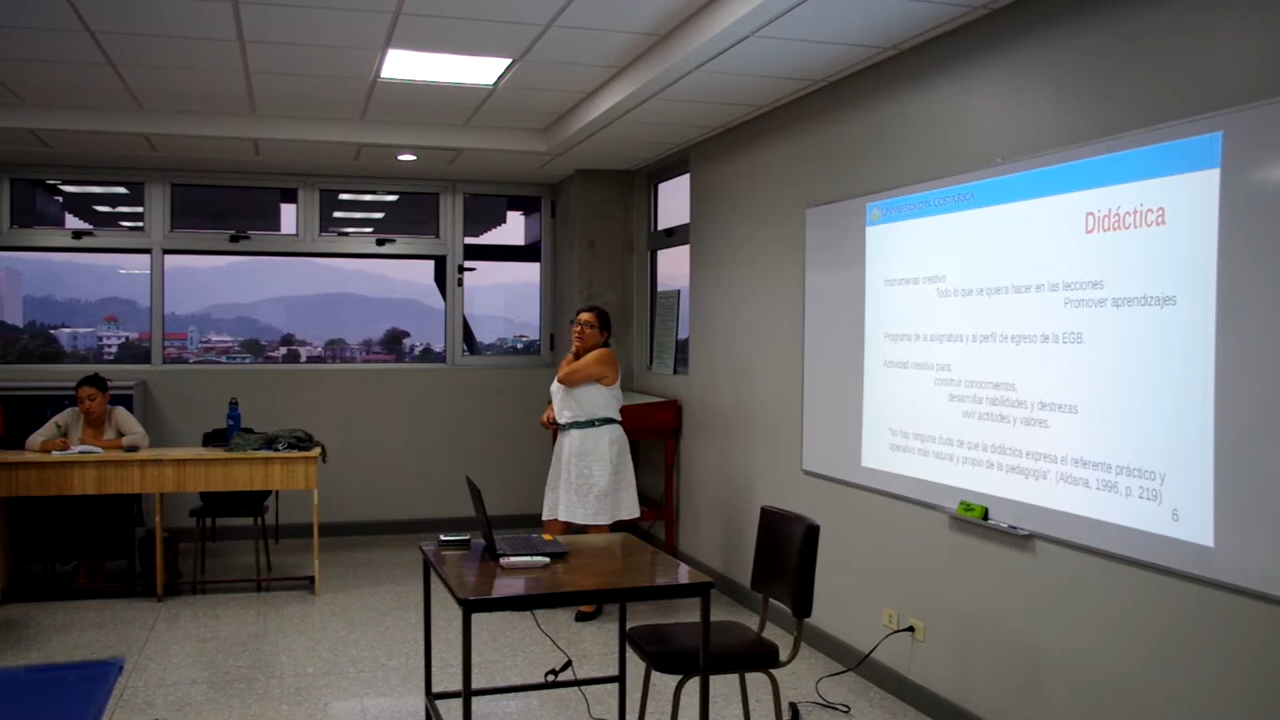 UNIVERSIDAD DE COSTA RICA
Didáctica
Instrumental creativo
Todo lo que se quiera hacer en las lecciones
Promover aprendizajes
Programa de la asignatura y al perfil de egreso de la EGB.
Actividad creativa para:
construir conocimientos,
desarrollar habilidades y destrezas
vivir actitudes y valores.
"No hay ninguna duda de que la didáctica expresa el referente práctico y
operativo más natural y propio de la pedagogía". (Aldana, 1996, p. 219)
6